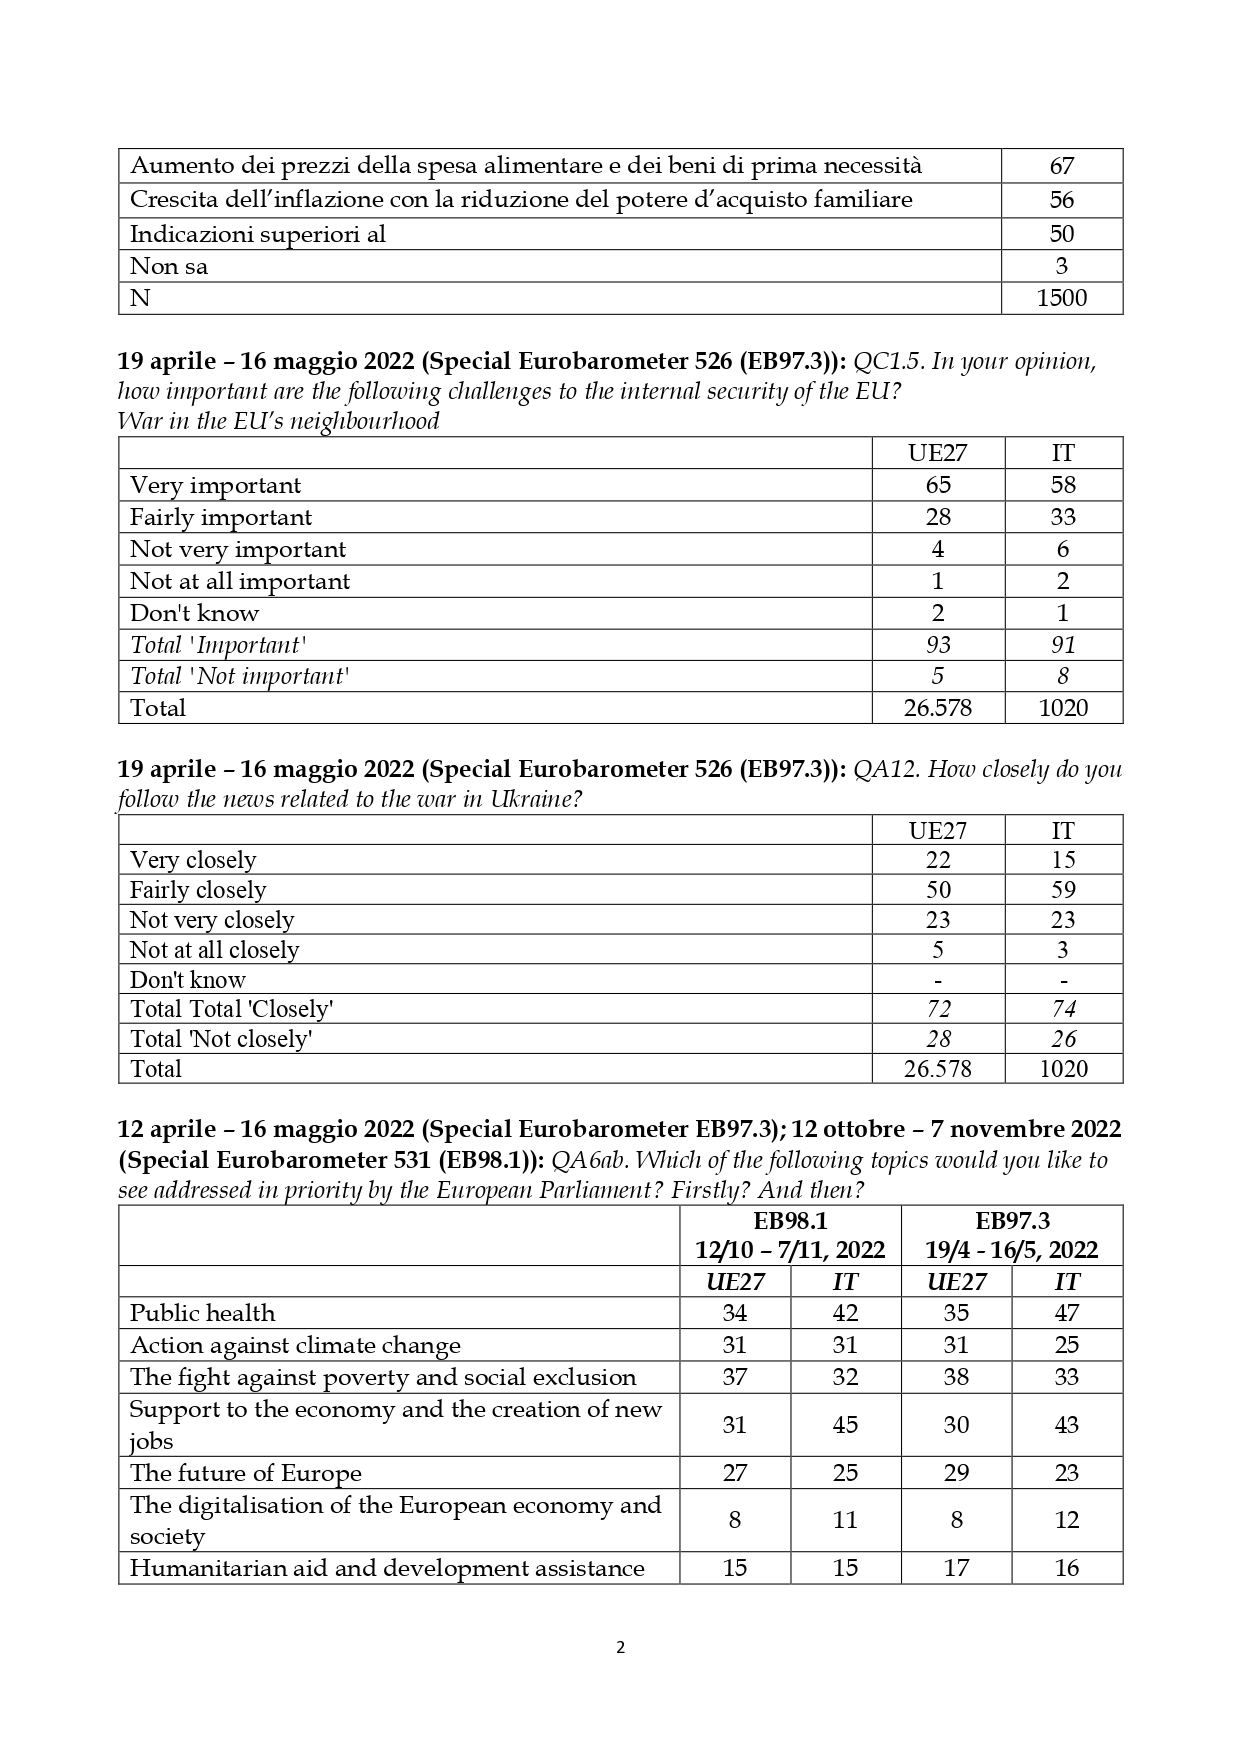 Aumento dei prezzi della spesa alimentare e dei beni di prima necessità 67
Crescita dell’inflazione con la riduzione del potere d’acquisto familiare 56
Indicazioni superiori al 50
Non sa 3
N 1500
19 aprile – 16 maggio 2022 (Special Eurobarometer 526 (EB97.3)): QC1.5. In your opinion,
how important are the following challenges to the internal security of the EU?
War in the EU’s neighbourhood
UE27 IT
Very important 65 58
Fairly important 28 33
Not very important 4 6
Not at all important 1 2
Don't know 2 1
Total 'Important' 93 91
Total 'Not important' 5 8
Total 26.578 1020
19 aprile – 16 maggio 2022 (Special Eurobarometer 526 (EB97.3)): QA12. How closely do you
follow the news related to the war in Ukraine?
UE27 IT
Very closely 22 15
Fairly closely 50 59
Not very closely 23 23
Not at all closely 5 3
Don't know - -
Total Total 'Closely' 72 74
Total 'Not closely' 28 26
Total 26.578 1020
12 aprile – 16 maggio 2022 (Special Eurobarometer EB97.3); 12 ottobre – 7 novembre 2022
(Special Eurobarometer 531 (EB98.1)): QA6ab. Which of the following topics would you like to
see addressed in priority by the European Parliament? Firstly? And then?
EB98.1 EB97.3
12/10 – 7/11, 2022 19/4 - 16/5, 2022
UE27 IT UE27 IT
Public health 34 42 35 47
Action against climate change 31 31 31 25
The fight against poverty and social exclusion 37 32 38 33
Support to the economy and the creation of new
jobs 31 45 30 43
The future of Europe 27 25 29 23
The digitalisation of the European economy and
society 8 11 8 12
Humanitarian aid and development assistance 15 15 17 16
2